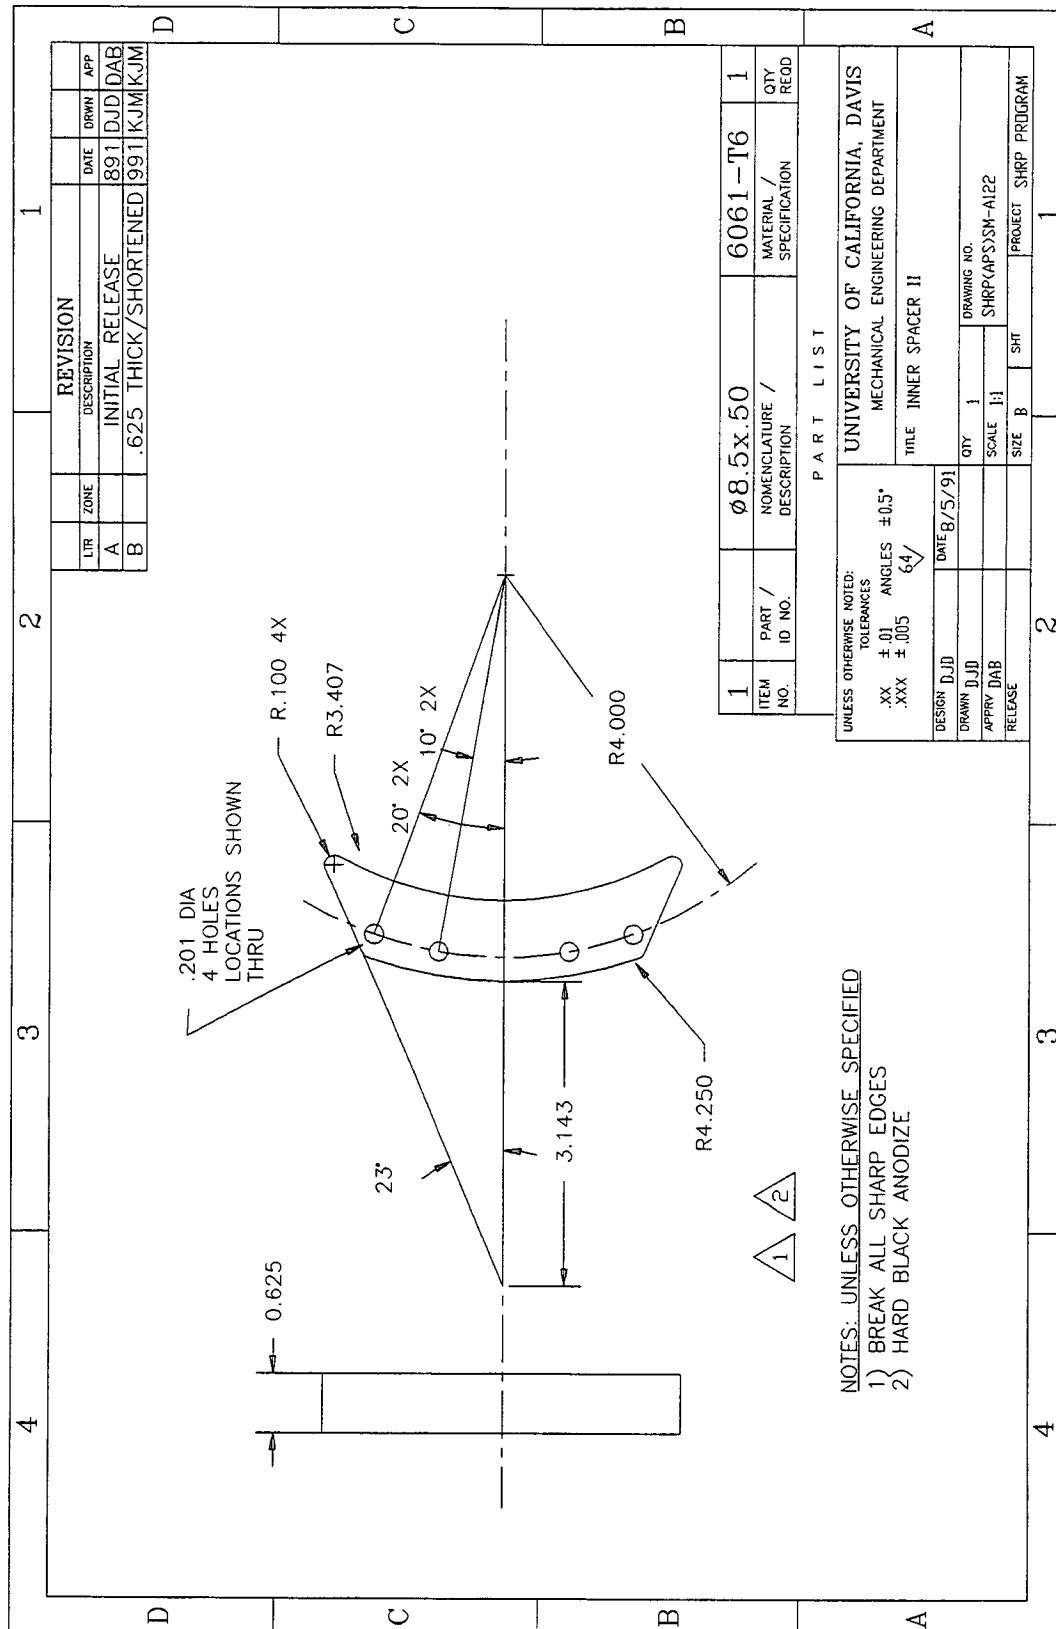 4
3
2
1
D
C
B
A
REVISION
LTR ZONE DESCRIPTION DATE DRWN APP
A INITIAL RELEASE 891 DJD DAB
B .625 THICK/SHORTENED 991 KJM KJM
0.625
.201 DIA
4 HOLES
LOCATIONS SHOWN
THRU
R.100 4X
R3.407
20° 2X
10° 2X
23°
3.143
R4.250
R4.000
1
2
NOTES: UNLESS OTHERWISE SPECIFIED
1) BREAK ALL SHARP EDGES
2) HARD BLACK ANODIZE
1 ø8.5x.50 6061-T6 1
ITEM NO. PART / ID NO. NOMENCLATURE / DESCRIPTION MATERIAL / SPECIFICATION QTY REQD
PART LIST
UNLESS OTHERWISE NOTED:
TOLERANCES
.XX ±.01 ANGLES ±0.5°
.XXX ±.005 64
DESIGN DJD DATE 8/5/91
DRAWN DJD
APPRV DAB
RELEASE
UNIVERSITY OF CALIFORNIA, DAVIS
MECHANICAL ENGINEERING DEPARTMENT
TITLE INNER SPACER II
QTY 1 DRAWING NO.
SCALE 1:1 SHRP(APS)SM-A122
SIZE B SHT PROJECT SHRP PROGRAM
D
C
B
A
4
3
2
1